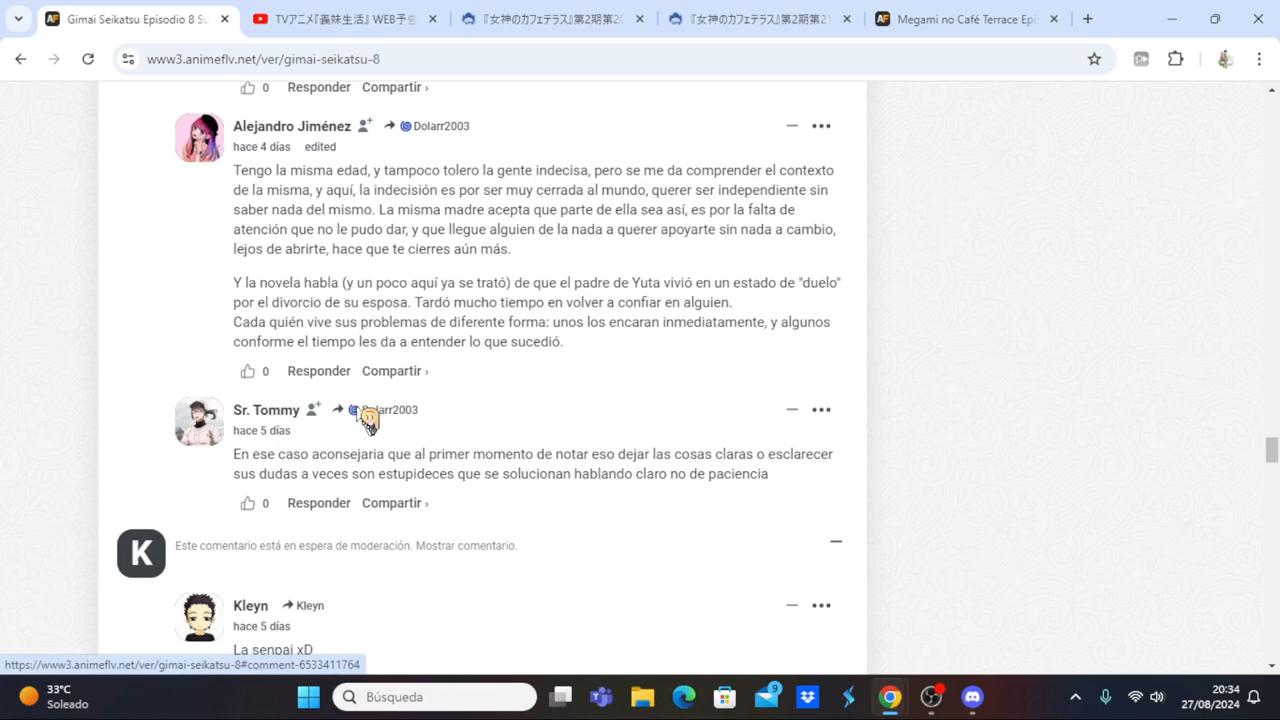 Gimai Seikatsu Episodio 8 Su
TVアニメ『義妹生活』 WEB予告
『女神のカフェテラス』第2期第20
『女神のカフェテラス』第2期第21
Megami no Café Terrace Epi
www3.animeflv.net/ver/gimai-seikatsu-8
0 Responder Compartir ›
Alejandro Jiménez Dolarr2003
hace 4 días edited
Tengo la misma edad, y tampoco tolero la gente indecisa, pero se me da comprender el contexto
de la misma, y aquí, la indecisión es por ser muy cerrada al mundo, querer ser independiente sin
saber nada del mismo. La misma madre acepta que parte de ella sea así, es por la falta de
atención que no le pudo dar, y que llegue alguien de la nada a querer apoyarte sin nada a cambio,
lejos de abrirte, hace que te cierres aún más.
Y la novela habla (y un poco aquí ya se trató) de que el padre de Yuta vivió en un estado de "duelo"
por el divorcio de su esposa. Tardó mucho tiempo en volver a confiar en alguien.
Cada quién vive sus problemas de diferente forma: unos los encaran inmediatamente, y algunos
conforme el tiempo les da a entender lo que sucedió.
0 Responder Compartir ›
Sr. Tommy Dolarr2003
hace 5 días
En ese caso aconsejaria que al primer momento de notar eso dejar las cosas claras o esclarecer
sus dudas a veces son estupideces que se solucionan hablando claro no de paciencia
0 Responder Compartir ›
K
Este comentario está en espera de moderación. Mostrar comentario.
Kleyn Kleyn
hace 5 días
La senpai xD
https://www3.animeflv.net/ver/gimai-seikatsu-8#comment-6533411764
33°C
Soleado
Búsqueda
9
20:34
27/08/2024